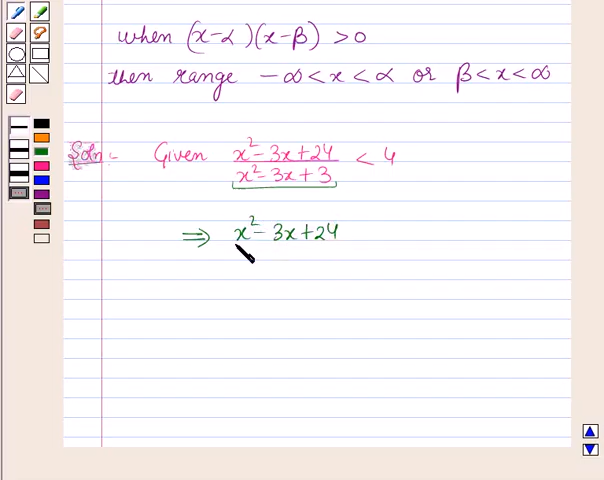 when (x-α)(x-β) > 0
then range -∞ < x < α or β < x < ∞
Soln:- Given x²-3x+24 / x²-3x+3 < 4
⇒ x²-3x+24